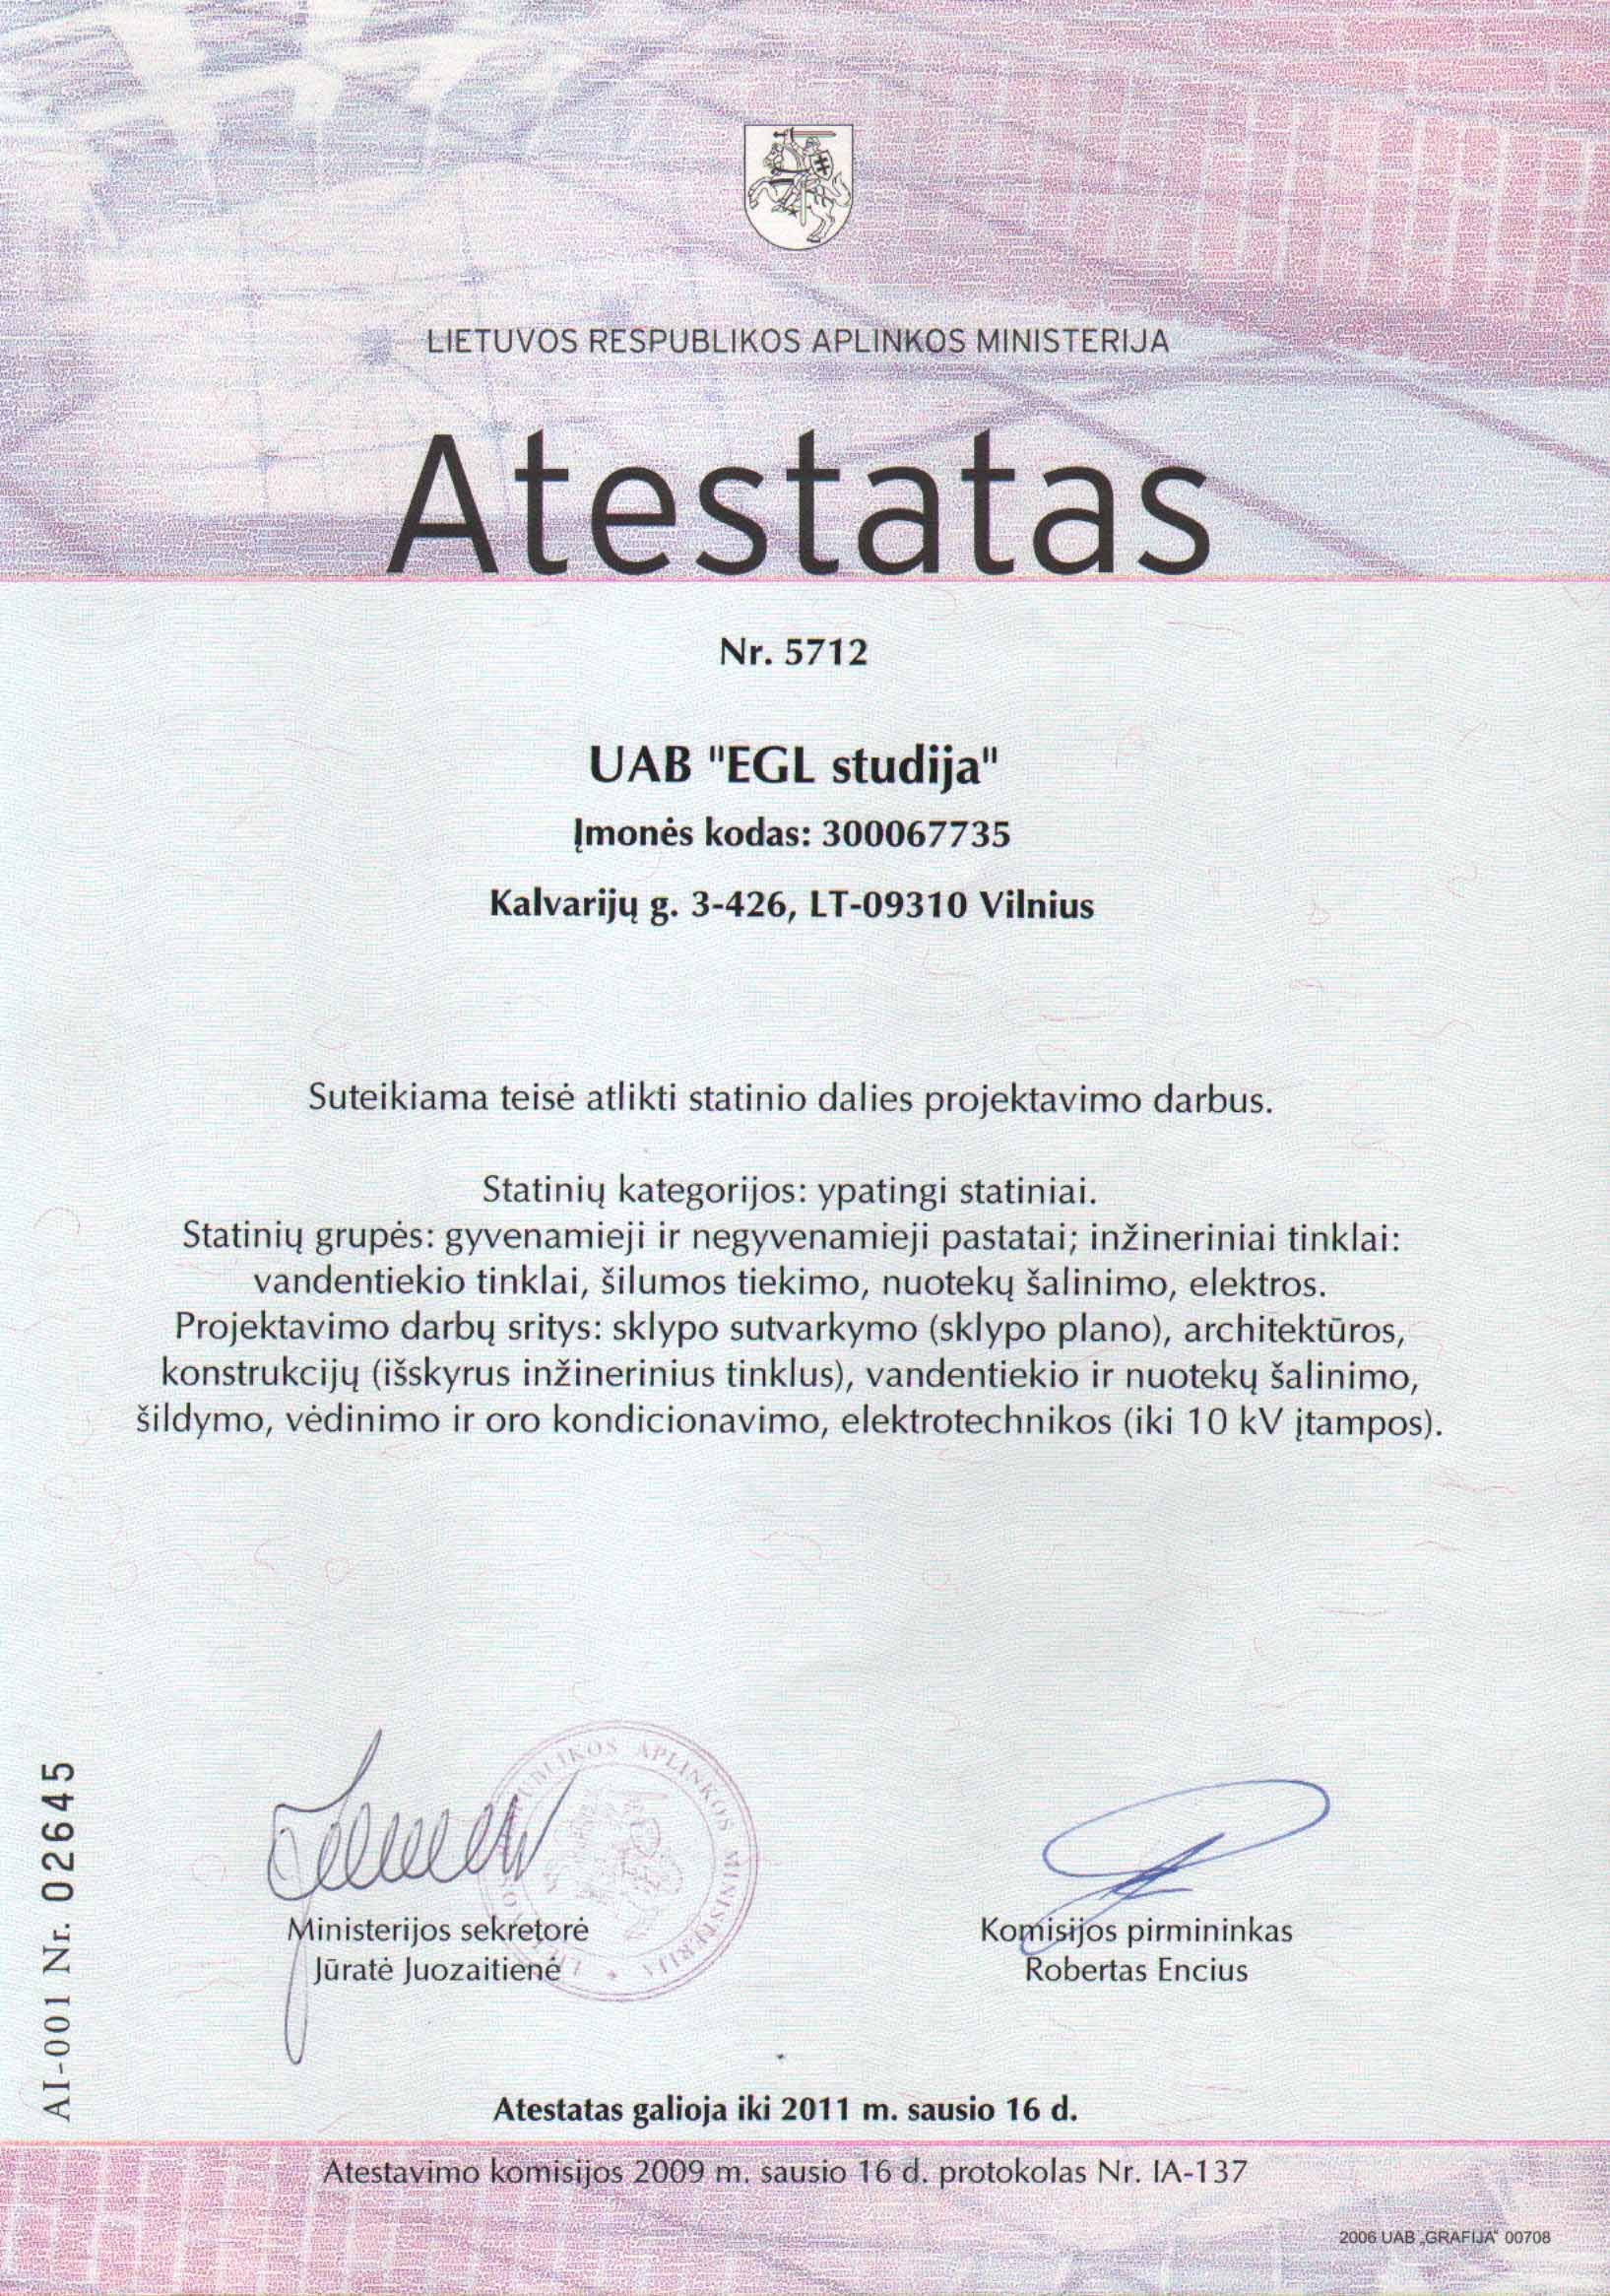 LIETUVOS RESPUBLIKOS APLINKOS MINISTERIJA
Atestatas
Nr. 5712
UAB "EGL studija"
Įmonės kodas: 300067735
Kalvarijų g. 3-426, LT-09310 Vilnius
Suteikiama teisė atlikti statinio dalies projektavimo darbus.
Statinių kategorijos: ypatingi statiniai.
Statinių grupės: gyvenamieji ir negyvenamieji pastatai; inžineriniai tinklai:
vandentiekio tinklai, šilumos tiekimo, nuotekų šalinimo, elektros.
Projektavimo darbų sritys: sklypo sutvarkymo (sklypo plano), architektūros,
konstrukcijų (išskyrus inžinerinius tinklus), vandentiekio ir nuotekų šalinimo,
šildymo, vėdinimo ir oro kondicionavimo, elektrotechnikos (iki 10 kV įtampos).
PUBLIKOS APLINKOS MINISTERIJA
Ministerijos sekretorė
Jūratė Juozaitienė
Komisijos pirmininkas
Robertas Encius
AI-001 Nr. 02645
Atestatas galioja iki 2011 m. sausio 16 d.
Atestavimo komisijos 2009 m. sausio 16 d. protokolas Nr. IA-137
2006 UAB „GRAFIJA“ 00708